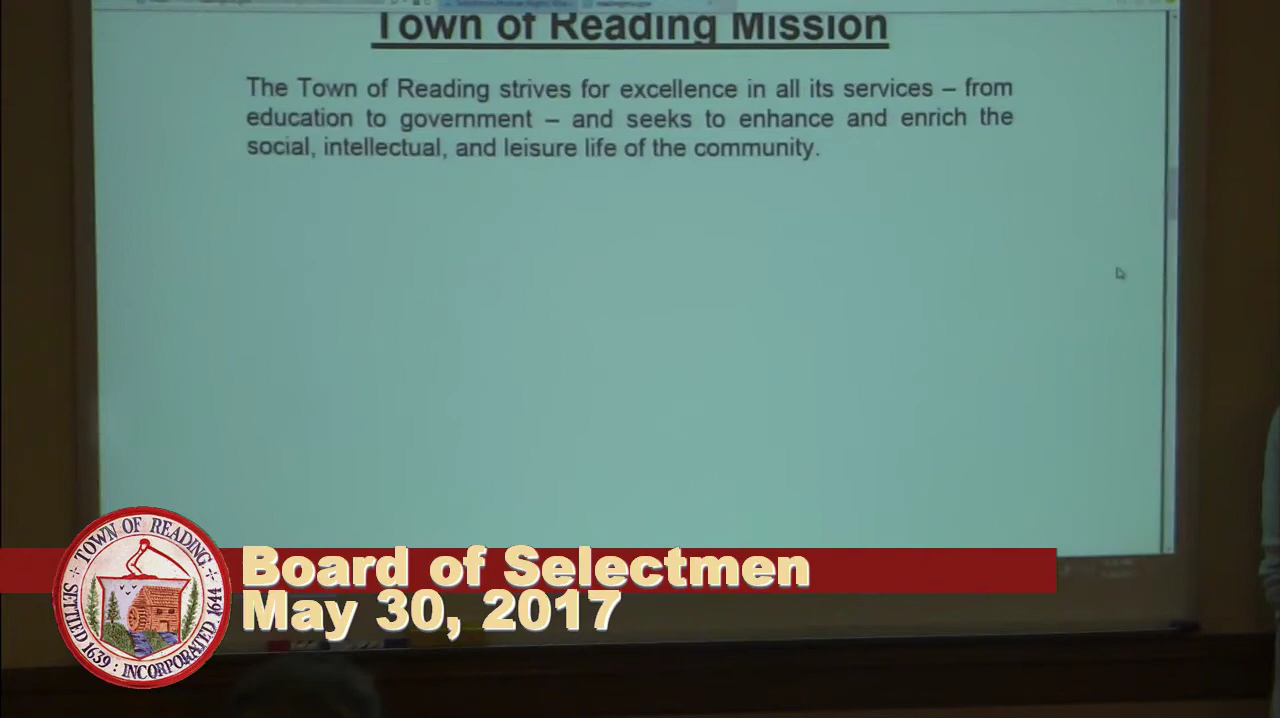 Town of Reading Mission
The Town of Reading strives for excellence in all its services – from
education to government – and seeks to enhance and enrich the
social, intellectual, and leisure life of the community.
TOWN OF READING
SETTLED 1639 : INCORPORATED 1644
Board of Selectmen
May 30, 2017